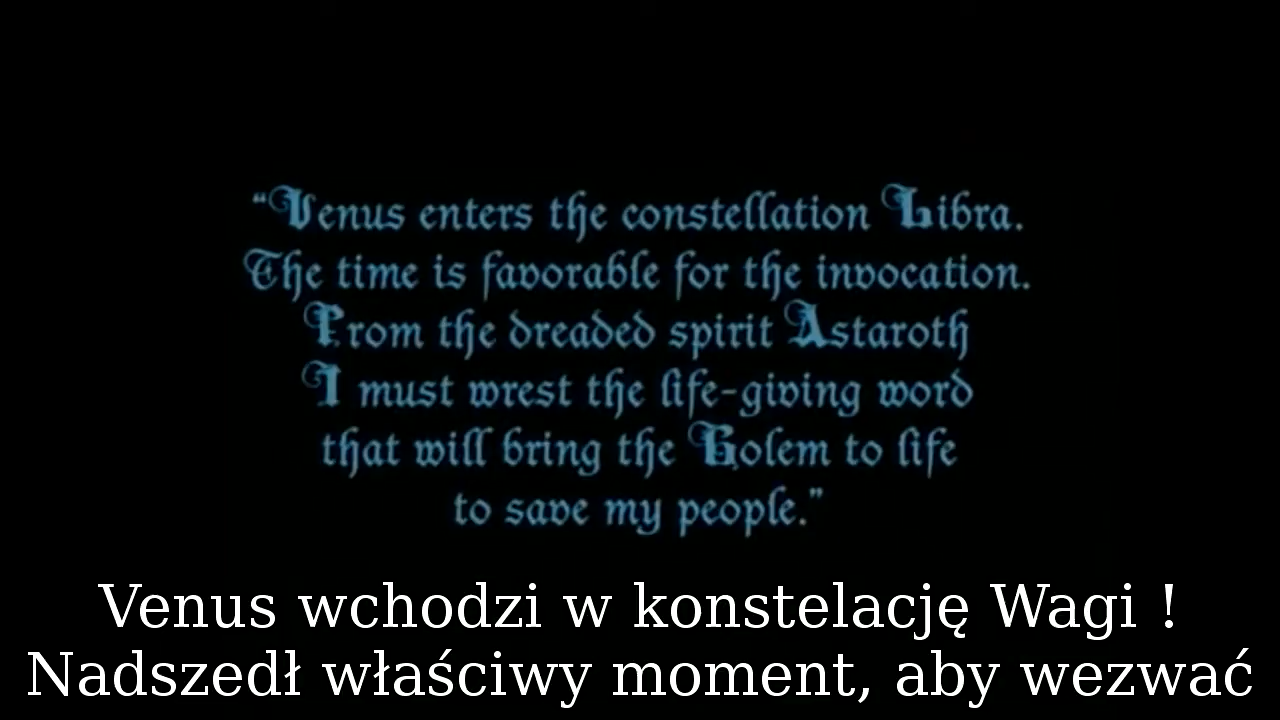 “Venus enters the constellation Libra.
The time is favorable for the invocation.
From the dreaded spirit Astaroth
I must wrest the life-giving word
that will bring the Golem to life
to save my people.”
Venus wchodzi w konstelację Wagi !
Nadszedł właściwy moment, aby wezwać